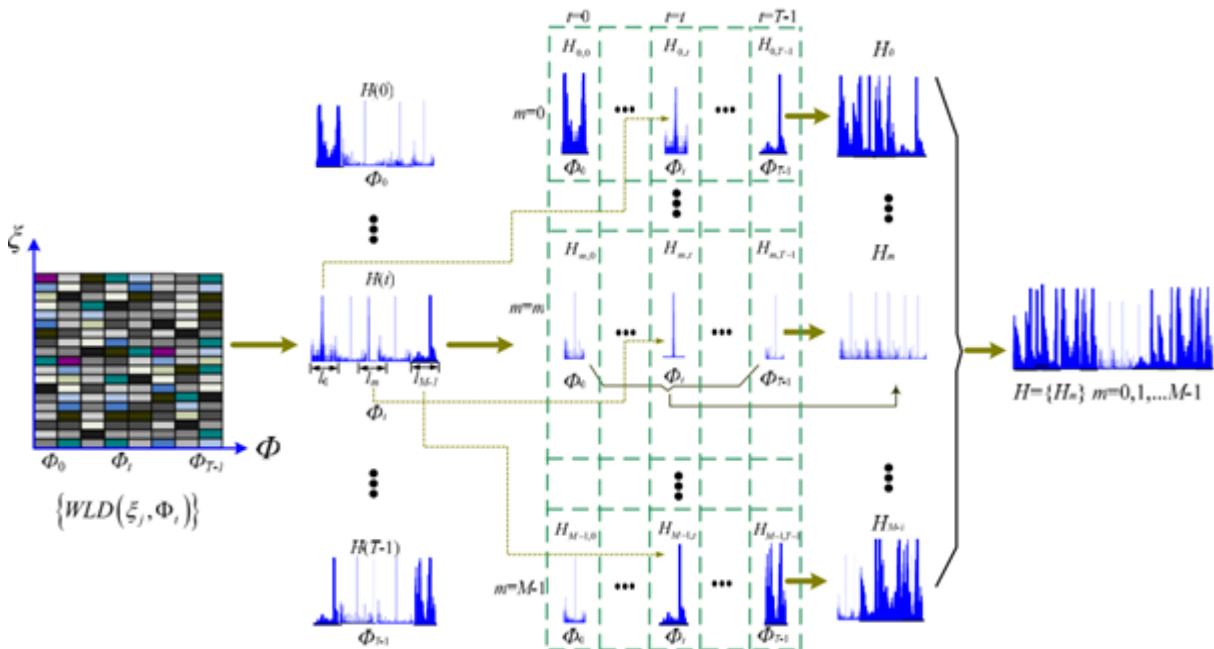 t=0 t=t t=T-1
H0,0 H0,t H0,T-1 H0
H(0)
m=0 ••• •••
Φ0 Φ0 Φt ΦT-1
ξ
H(t) Hm,0 Hm,t Hm,T-1 Hm
m=m ••• •••
l0 lm lM-1
Φt Φ0 Φt ΦT-1
H={Hm} m=0,1,...M-1
Φ0 Φt ΦT-1 Φ
{WLD(ξj,Φt)}
H(T-1) HM-1,0 HM-1,t HM-1,T-1 HM-1
m=M-1 ••• •••
ΦT-1 Φ0 Φt ΦT-1